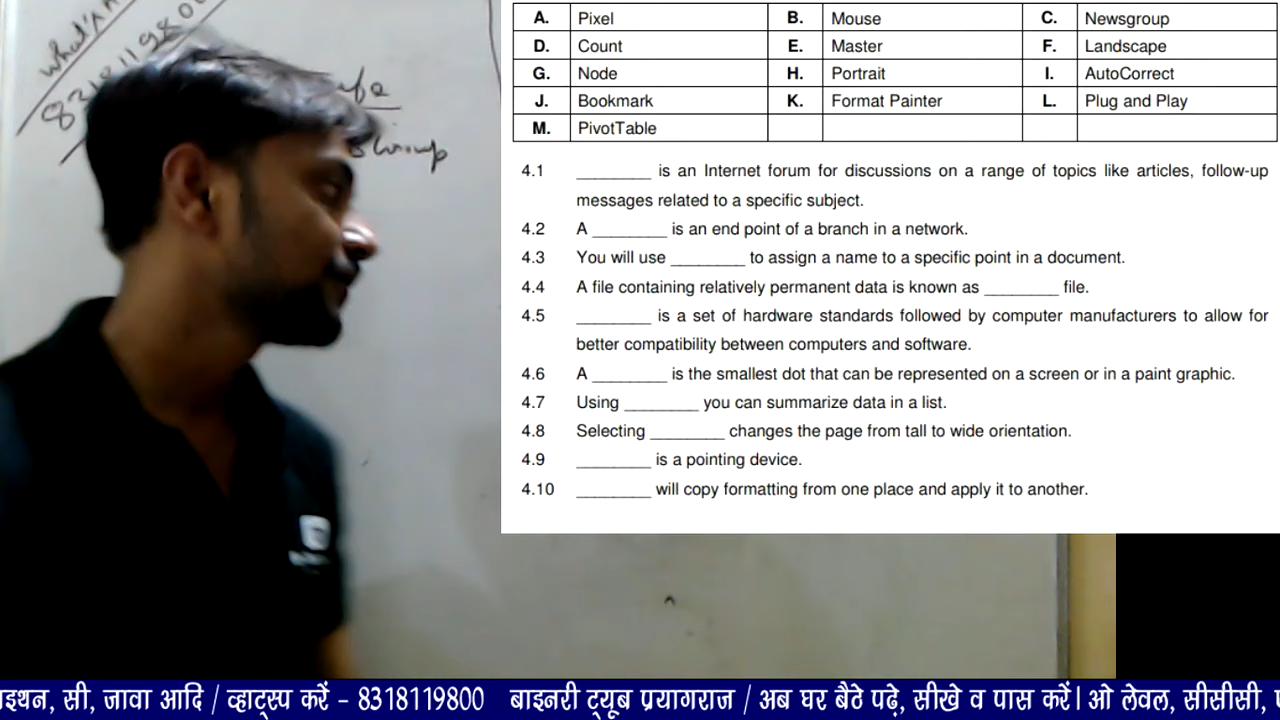 what's
A. Pixel B. Mouse C. Newsgroup
D. Count E. Master F. Landscape
G. Node H. Portrait I. AutoCorrect
J. Bookmark K. Format Painter L. Plug and Play
M. PivotTable
4.1 ________ is an Internet forum for discussions on a range of topics like articles, follow-up
messages related to a specific subject.
4.2 A ________ is an end point of a branch in a network.
4.3 You will use ________ to assign a name to a specific point in a document.
4.4 A file containing relatively permanent data is known as ________ file.
4.5 ________ is a set of hardware standards followed by computer manufacturers to allow for
better compatibility between computers and software.
4.6 A ________ is the smallest dot that can be represented on a screen or in a paint graphic.
4.7 Using ________ you can summarize data in a list.
4.8 Selecting ________ changes the page from tall to wide orientation.
4.9 ________ is a pointing device.
4.10 ________ will copy formatting from one place and apply it to another.
इथन, सी, जावा आदि / व्हाट्स्प करें - 8318119800 बाइनरी ट्यूब प्रयागराज / अब घर बैठे पढ़े, सीखे व पास करें। ओ लेवल, सीसीसी,